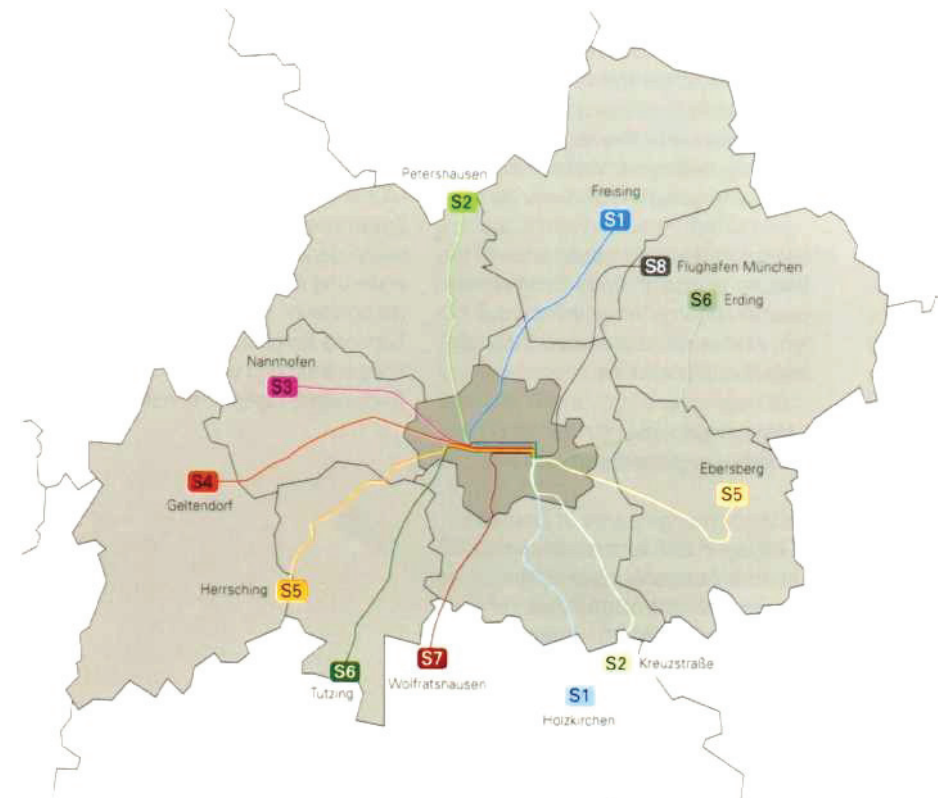 Petershausen
S2
Freising
S1
S8 Flughafen München
S6 Erding
Nannhofen
S3
Ebersberg
S5
S4
Geltendorf
Herrsching S5
S6
Tutzing
S7
Wolfratshausen
S2 Kreuzstraße
S1
Holzkirchen